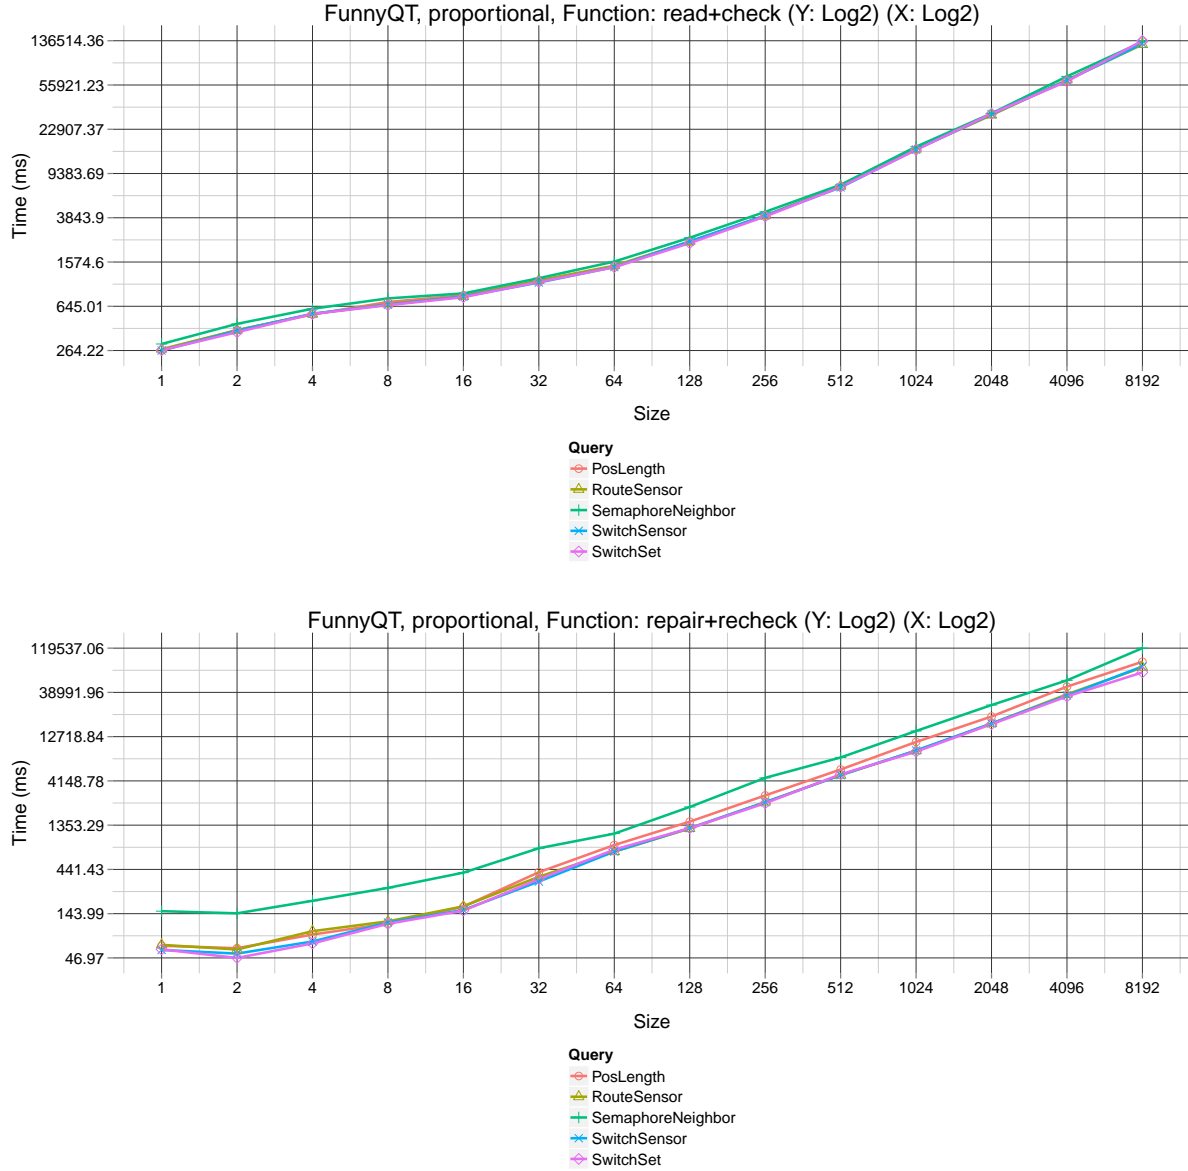 FunnyQT, proportional, Function: read+check (Y: Log2) (X: Log2)
136514.36
55921.23
22907.37
9383.69
3843.9
1574.6
645.01
264.22
Time (ms)
1 2 4 8 16 32 64 128 256 512 1024 2048 4096 8192
Size
Query
PosLength
RouteSensor
SemaphoreNeighbor
SwitchSensor
SwitchSet
FunnyQT, proportional, Function: repair+recheck (Y: Log2) (X: Log2)
119537.06
38991.96
12718.84
4148.78
1353.29
441.43
143.99
46.97
Time (ms)
1 2 4 8 16 32 64 128 256 512 1024 2048 4096 8192
Size
Query
PosLength
RouteSensor
SemaphoreNeighbor
SwitchSensor
SwitchSet